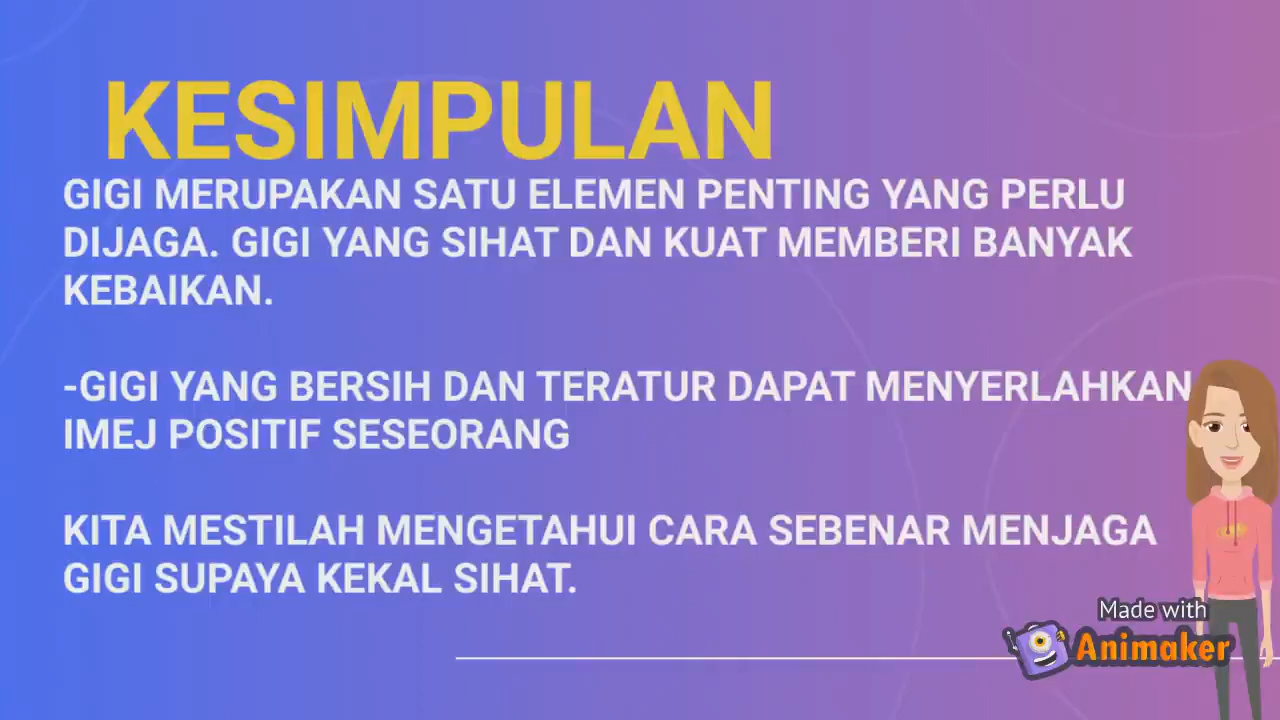 KESIMPULAN
GIGI MERUPAKAN SATU ELEMEN PENTING YANG PERLU
DIJAGA. GIGI YANG SIHAT DAN KUAT MEMBERI BANYAK
KEBAIKAN.
-GIGI YANG BERSIH DAN TERATUR DAPAT MENYERLAHKAN
IMEJ POSITIF SESEORANG
KITA MESTILAH MENGETAHUI CARA SEBENAR MENJAGA
GIGI SUPAYA KEKAL SIHAT.
Made with
Animaker